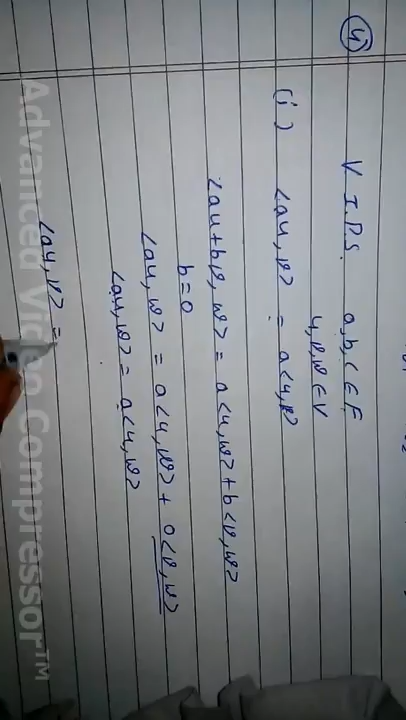 4)
V I.P.S. a, b, c ∈ F
u, v, w ∈ V
(i) <au, v> = a<u, v>
<au + bv, w> = a<u, w> + b<v, w>
b = 0
<au, w> = a<u, w> + 0<v, w>
<au, w> = a<u, w>
<au, v> =
Advanced Video Compressor™